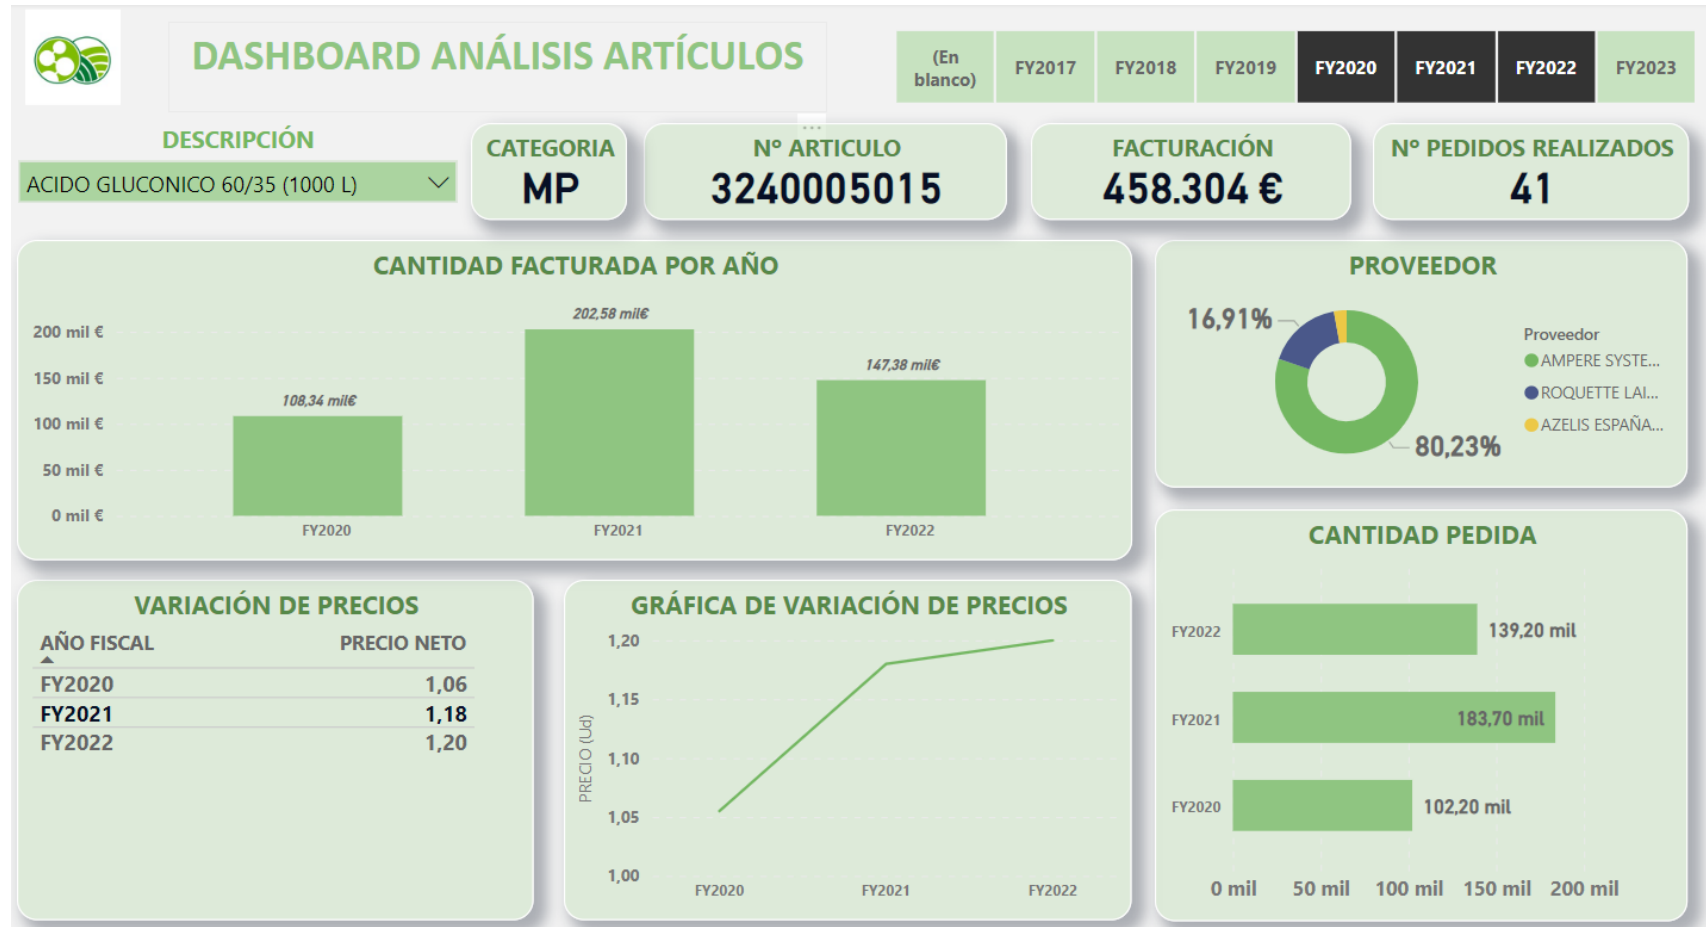 DASHBOARD ANÁLISIS ARTÍCULOS
(En
blanco)
FY2017
FY2018
FY2019
FY2020
FY2021
FY2022
FY2023
DESCRIPCIÓN
ACIDO GLUCONICO 60/35 (1000 L)
CATEGORIA
MP
Nº ARTICULO
3240005015
FACTURACIÓN
458.304 €
Nº PEDIDOS REALIZADOS
41
CANTIDAD FACTURADA POR AÑO
200 mil €
150 mil €
100 mil €
50 mil €
0 mil €
108,34 mil€
202,58 mil€
147,38 mil€
FY2020
FY2021
FY2022
PROVEEDOR
16,91%
80,23%
Proveedor
AMPERE SYSTE...
ROQUETTE LAI...
AZELIS ESPAÑA...
VARIACIÓN DE PRECIOS
AÑO FISCAL PRECIO NETO
FY2020 1,06
FY2021 1,18
FY2022 1,20
GRÁFICA DE VARIACIÓN DE PRECIOS
PRECIO (Ud)
1,20
1,15
1,10
1,05
1,00
FY2020
FY2021
FY2022
CANTIDAD PEDIDA
FY2022 139,20 mil
FY2021 183,70 mil
FY2020 102,20 mil
0 mil
50 mil
100 mil
150 mil
200 mil